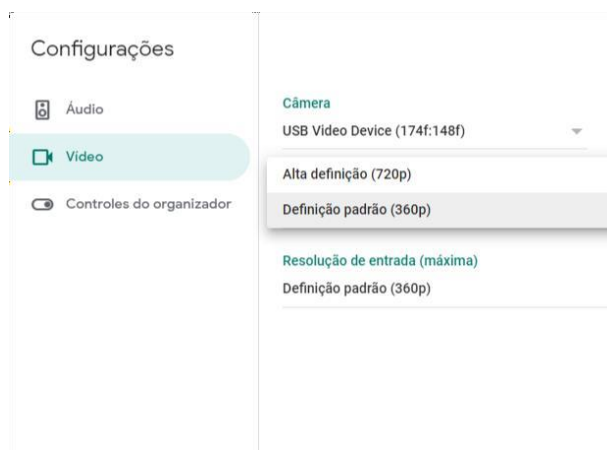 Configurações
Áudio
Vídeo
Controles do organizador
Câmera
USB Video Device (174f:148f)
Alta definição (720p)
Definição padrão (360p)
Resolução de entrada (máxima)
Definição padrão (360p)